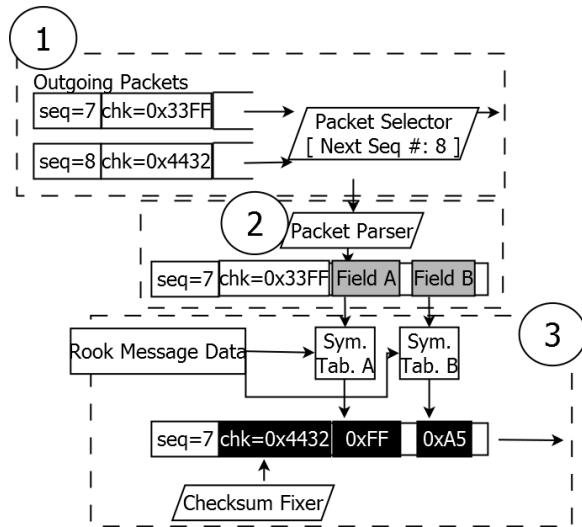 1
Outgoing Packets
seq=7 chk=0x33FF
seq=8 chk=0x4432
Packet Selector
[ Next Seq #: 8 ]
2
Packet Parser
seq=7 chk=0x33FF Field A Field B
3
Rook Message Data
Sym.
Tab. A
Sym.
Tab. B
seq=7 chk=0x4432 0xFF 0xA5
Checksum Fixer